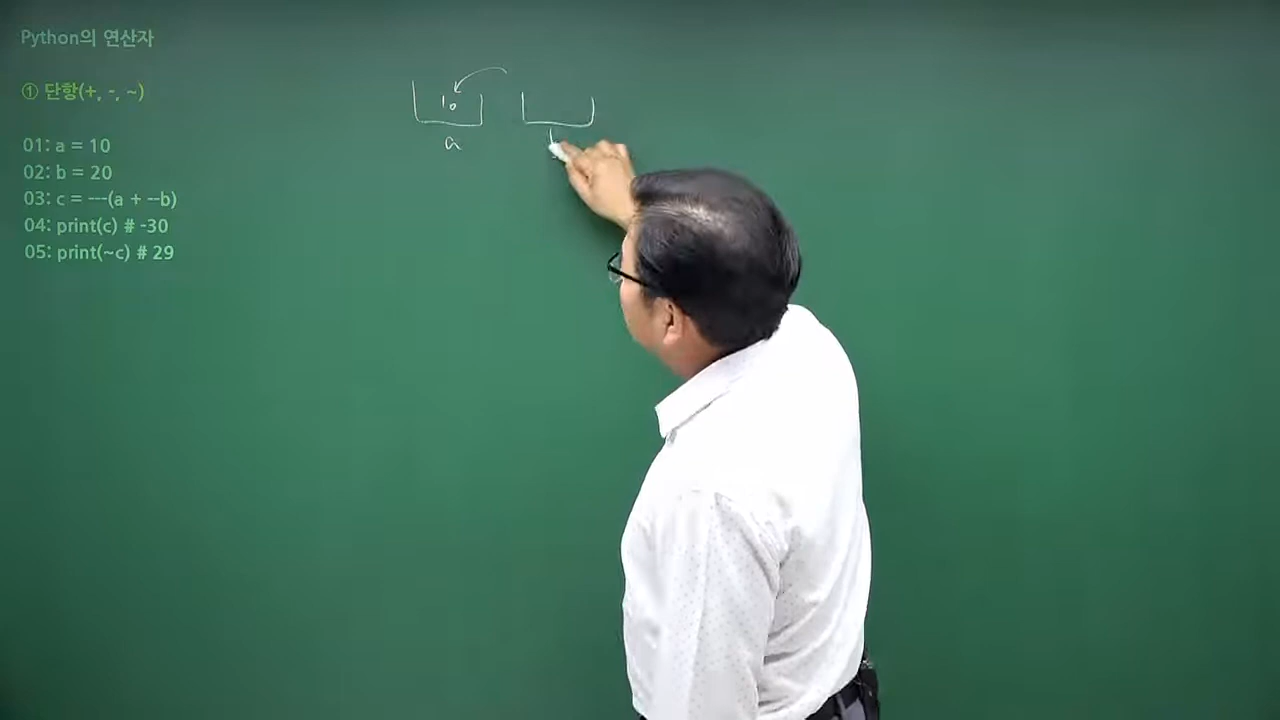 Python의 연산자
① 단항(+, -, ~)
01: a = 10
02: b = 20
03: c = ---(a + --b)
04: print(c) # -30
05: print(~c) # 29
10
a